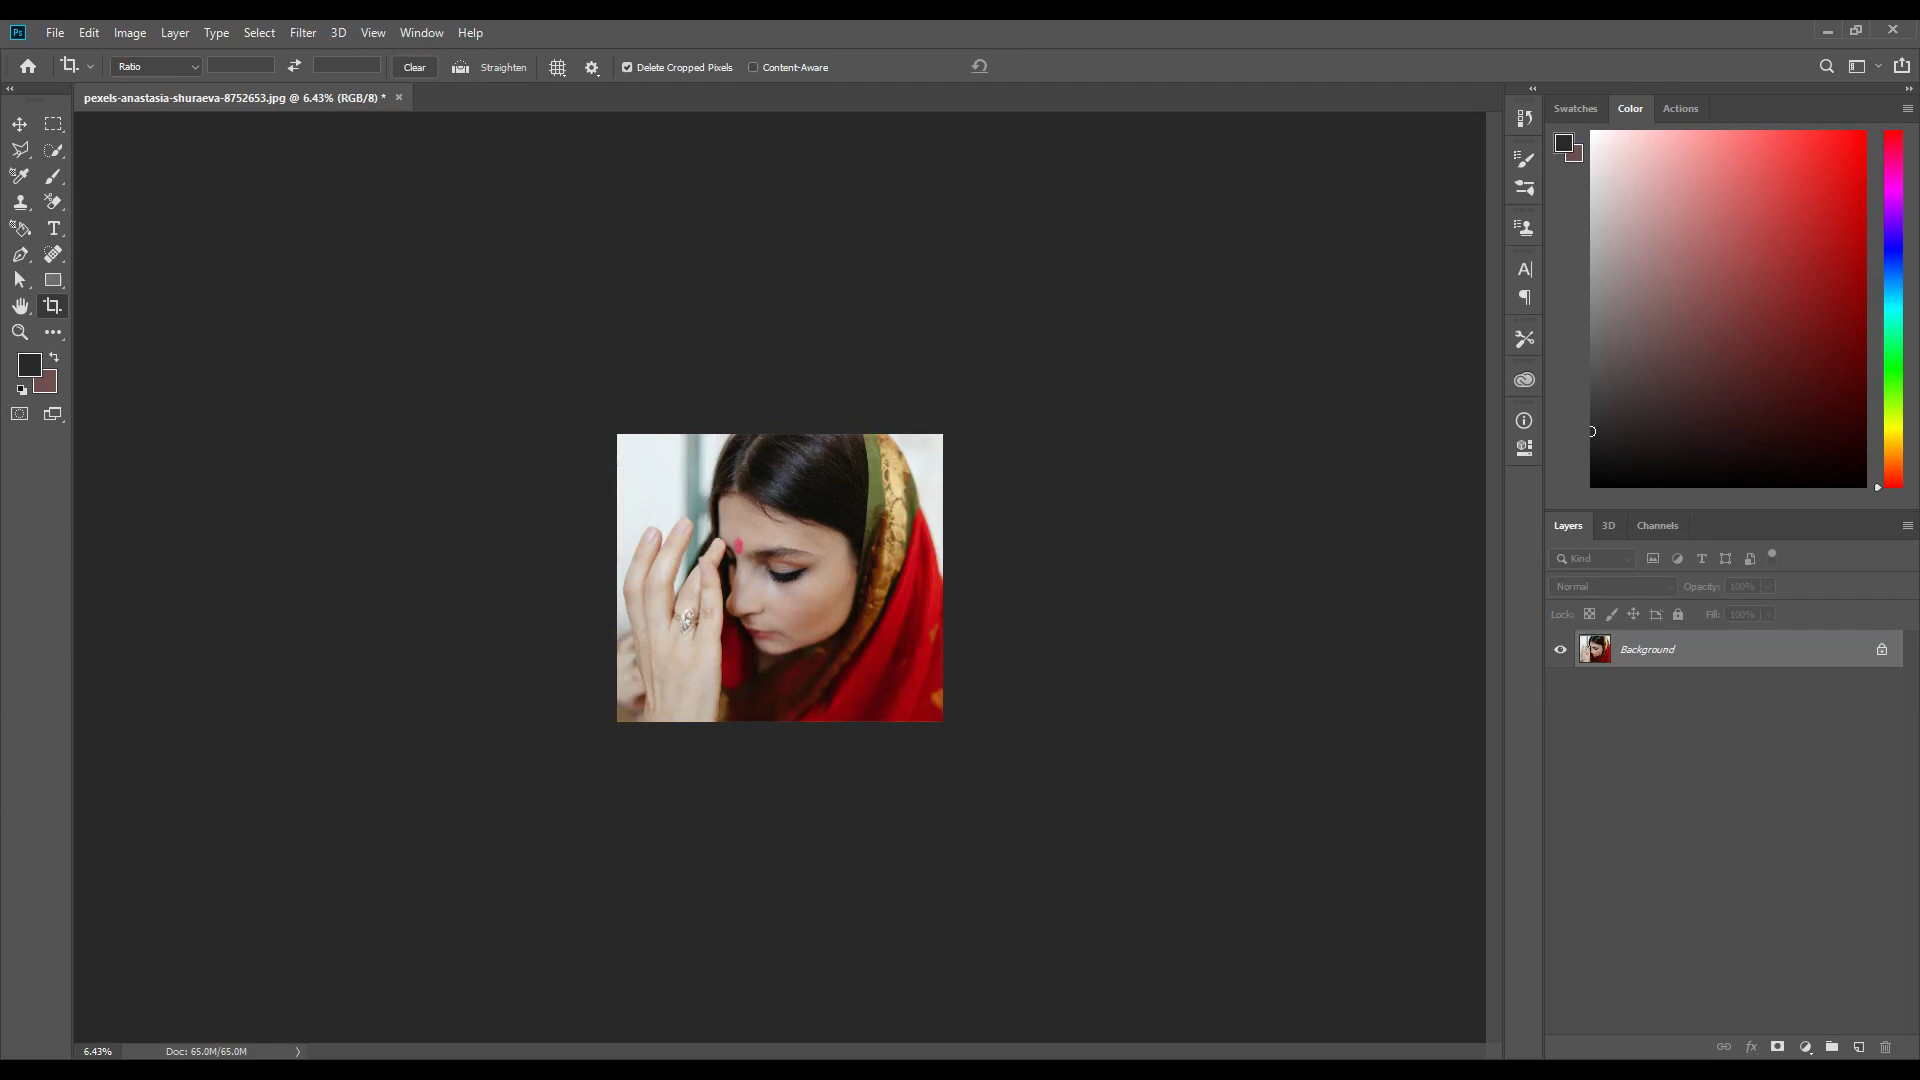 Ps File Edit Image Layer Type Select Filter 3D View Window Help
Ratio Clear Straighten Delete Cropped Pixels Content-Aware
pexels-anastasia-shuraeva-8752653.jpg @ 6.43% (RGB/8) *
Swatches Color Actions
Layers 3D Channels
Kind
Normal Opacity: 100%
Lock: Fill: 100%
Background
6.43% Doc: 65.0M/65.0M